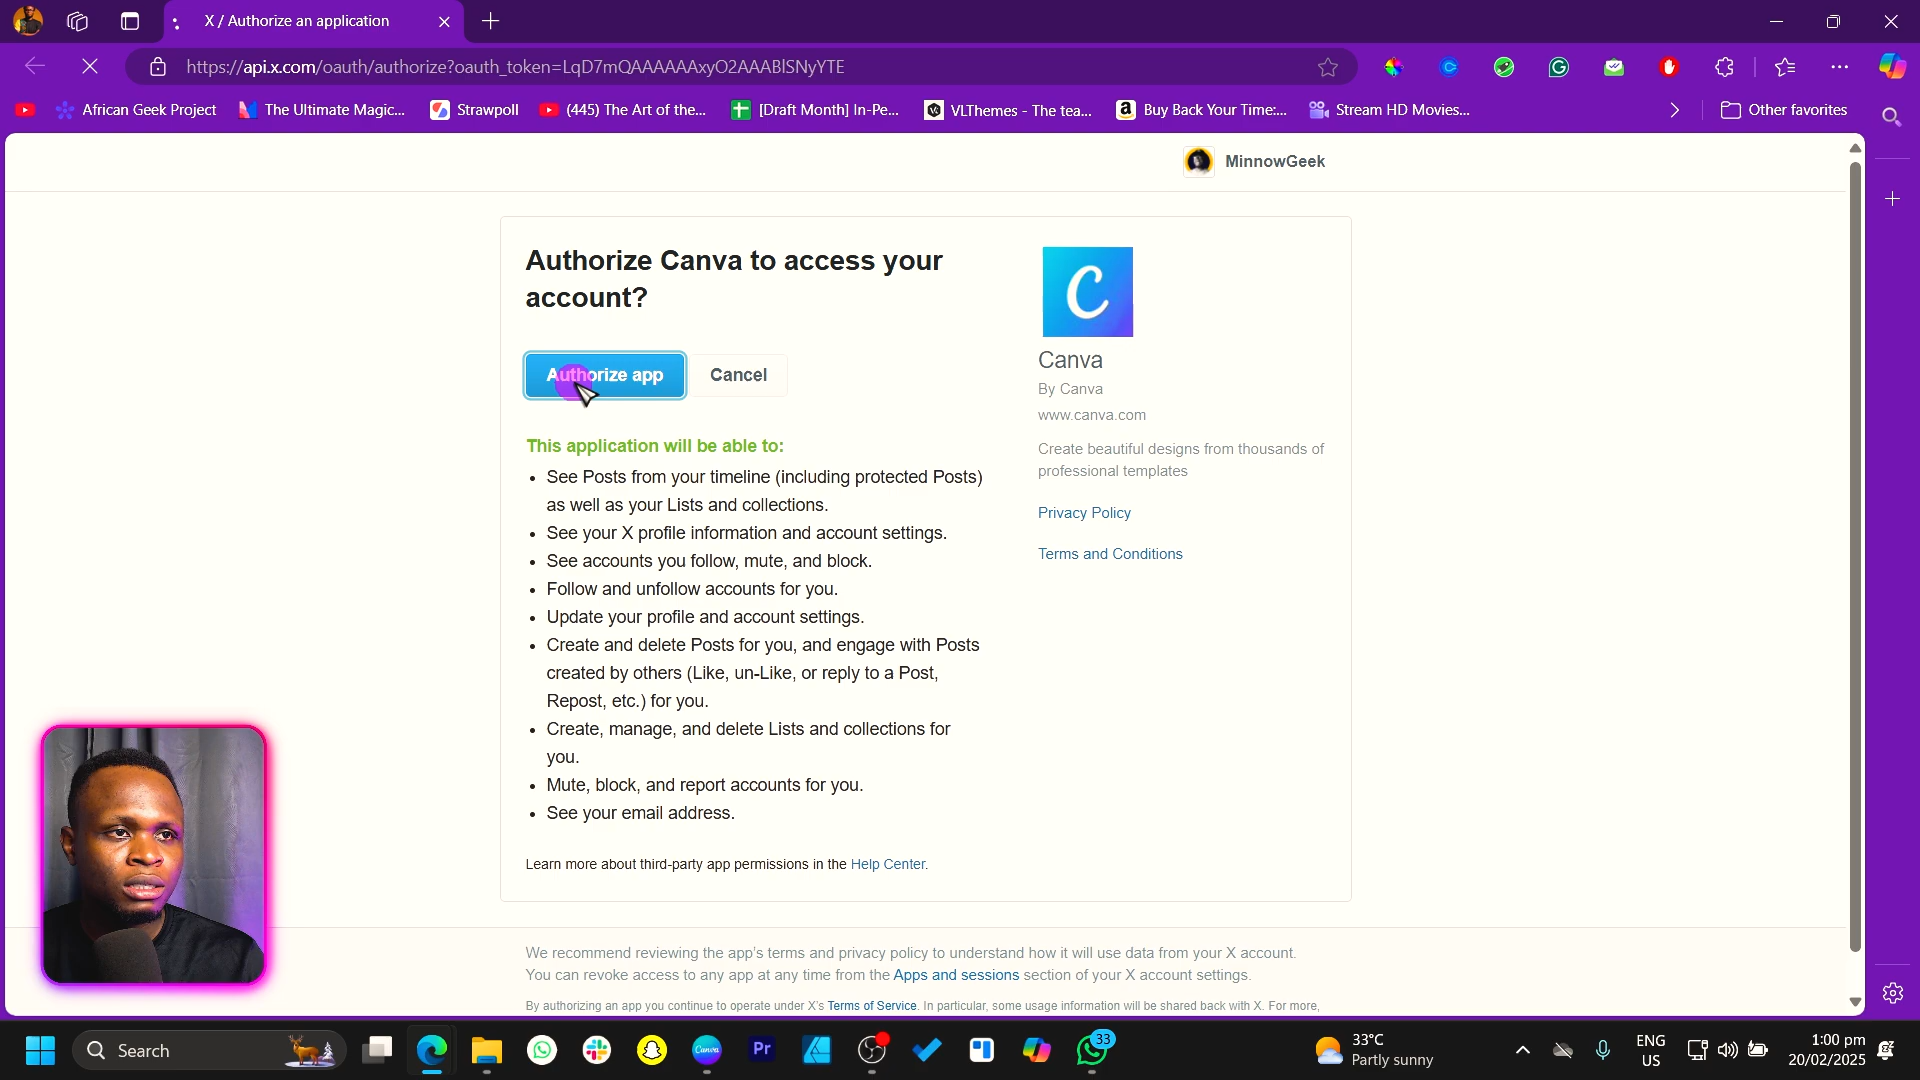 X / Authorize an application
https://api.x.com/oauth/authorize?oauth_token=LqD7mQAAAAAAxyO2AAABlSNyYTE
African Geek Project
The Ultimate Magic...
Strawpoll
(445) The Art of the...
[Draft Month] In-Pe...
VLThemes - The tea...
Buy Back Your Time:...
Stream HD Movies...
Other favorites
MinnowGeek
Authorize Canva to access your
account?
Authorize app
Cancel
This application will be able to:
• See Posts from your timeline (including protected Posts)
as well as your Lists and collections.
• See your X profile information and account settings.
• See accounts you follow, mute, and block.
• Follow and unfollow accounts for you.
• Update your profile and account settings.
• Create and delete Posts for you, and engage with Posts
created by others (Like, un-Like, or reply to a Post,
Repost, etc.) for you.
• Create, manage, and delete Lists and collections for
you.
• Mute, block, and report accounts for you.
• See your email address.
Learn more about third-party app permissions in the Help Center.
C
Canva
By Canva
www.canva.com
Create beautiful designs from thousands of
professional templates
Privacy Policy
Terms and Conditions
We recommend reviewing the app's terms and privacy policy to understand how it will use data from your X account.
You can revoke access to any app at any time from the Apps and sessions section of your X account settings.
By authorizing an app you continue to operate under X's Terms of Service. In particular, some usage information will be shared back with X. For more,
Search
Canva
Pr
33
33°C
Partly sunny
ENG
US
1:00 pm
20/02/2025